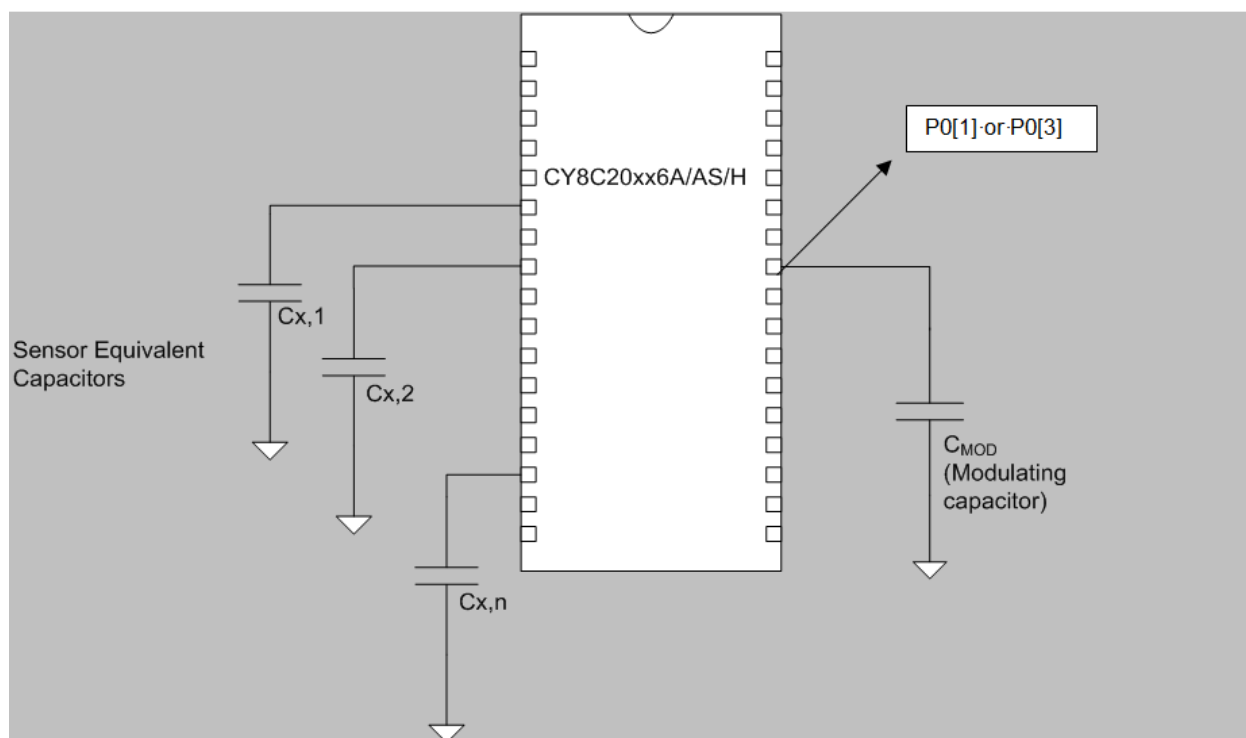 P0[1]·or·P0[3]
CY8C20xx6A/AS/H
Cx,1
Sensor Equivalent
Capacitors
Cx,2
CMOD
(Modulating
capacitor)
Cx,n